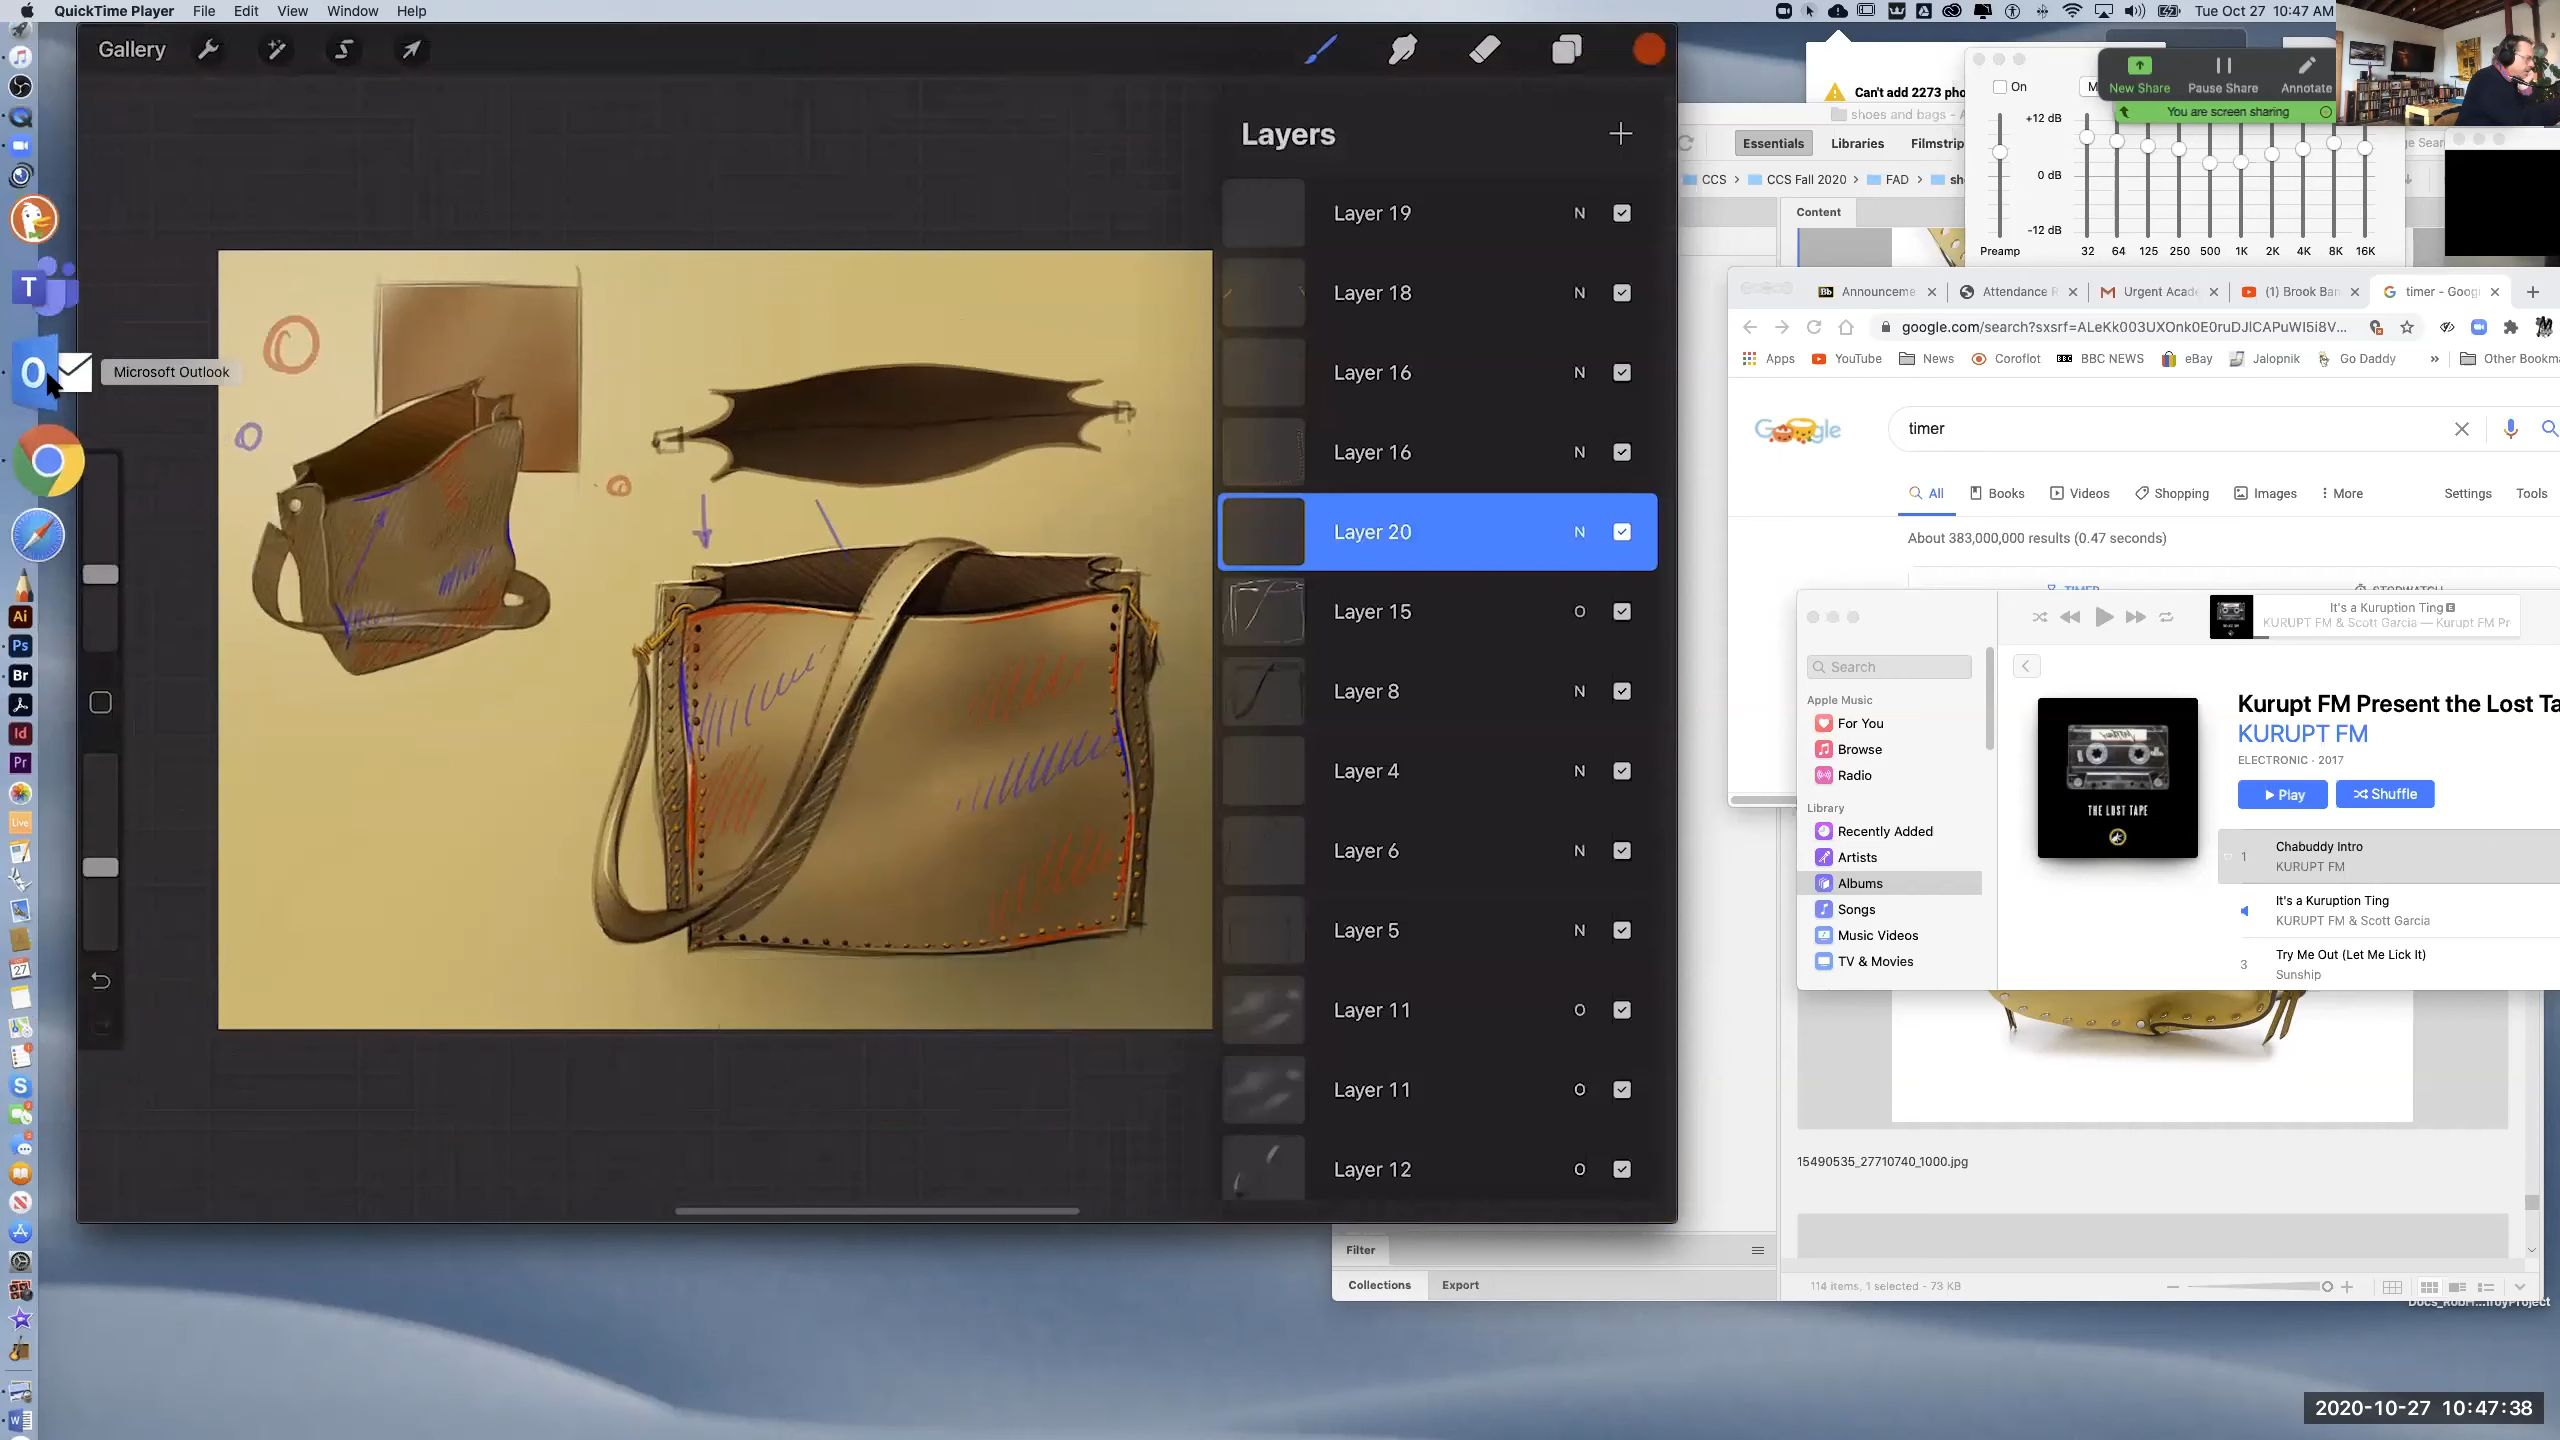 QuickTime Player File Edit View Window Help
Tue Oct 27 10:47 AM
Gallery
Layers
Layer 19 N
Layer 18 N
Layer 16 N
Layer 16 N
Layer 20 N
Layer 15 O
Layer 8 N
Layer 4 N
Layer 6 N
Layer 5 N
Layer 11 O
Layer 11 O
Layer 12 O
Microsoft Outlook
Can't add 2273 pho
shoes and bags
On
New Share Pause Share Annotate
You are screen sharing
+12 dB
0 dB
-12 dB
Preamp 32 64 125 250 500 1K 2K 4K 8K 16K
Essentials Libraries Filmstrip
CCS > CCS Fall 2020 > FAD > sh
Content
Announceme Attendance R Urgent Acade (1) Brook Ban timer - Goog
google.com/search?sxsrf=ALeKk003UXOnk0E0ruDJlCAPuWI5i8V...
Apps YouTube News Coroflot BBC NEWS eBay Jalopnik Go Daddy » Other Bookma
timer
All Books Videos Shopping Images More Settings Tools
About 383,000,000 results (0.47 seconds)
TIMER STOPWATCH
It's a Kuruption Ting
KURUPT FM & Scott Garcia — Kurupt FM Pr
Search
Apple Music
For You
Browse
Radio
Library
Recently Added
Artists
Albums
Songs
Music Videos
TV & Movies
THE LOST TAPE
Kurupt FM Present the Lost Ta
KURUPT FM
ELECTRONIC · 2017
Play Shuffle
1 Chabuddy Intro
KURUPT FM
It's a Kuruption Ting
KURUPT FM & Scott Garcia
3 Try Me Out (Let Me Lick It)
Sunship
15490535_27710740_1000.jpg
Filter
Collections Export
114 items, 1 selected - 73 KB
2020-10-27 10:47:38